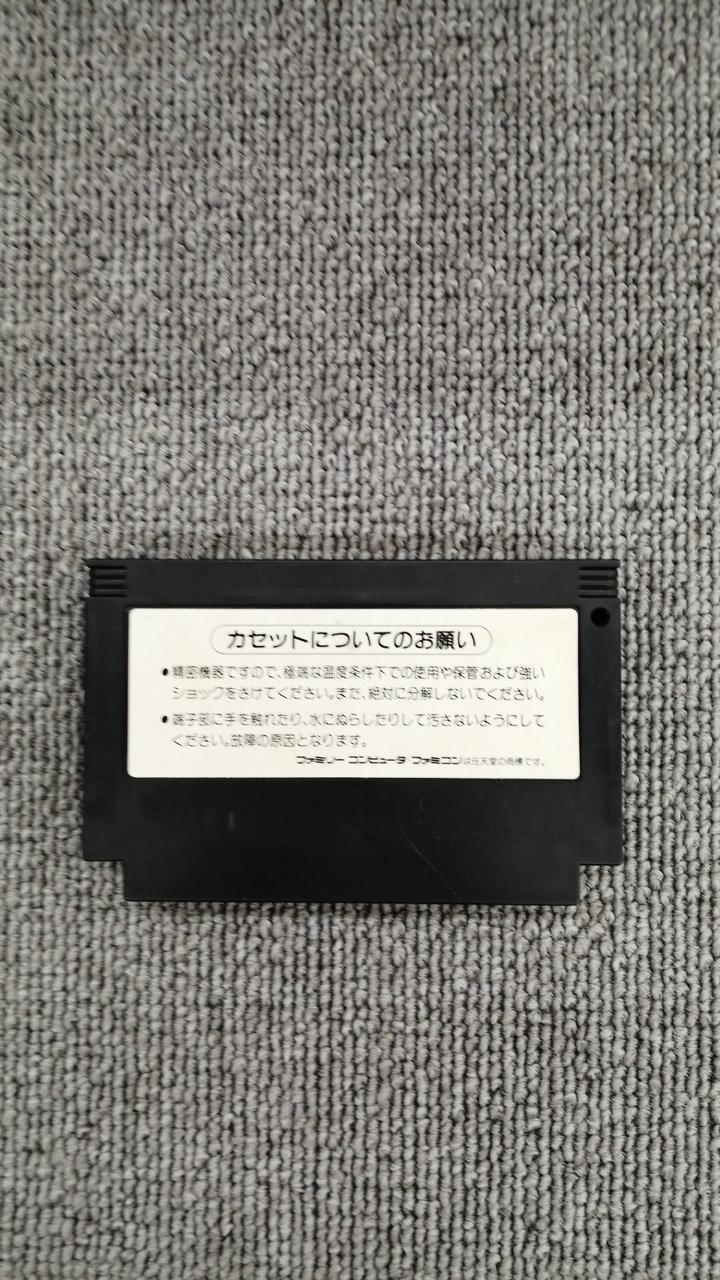 カセットについてのお願い
●精密機器ですので、極端な温度条件下での使用や保管および強い
ショックをさけてください。また、絶対に分解しないでください。
●端子部に手を触れたり、水にぬらしたりして汚さないようにして
ください。故障の原因となります。
ファミリー コンピュータ・ファミコンは任天堂の商標です。